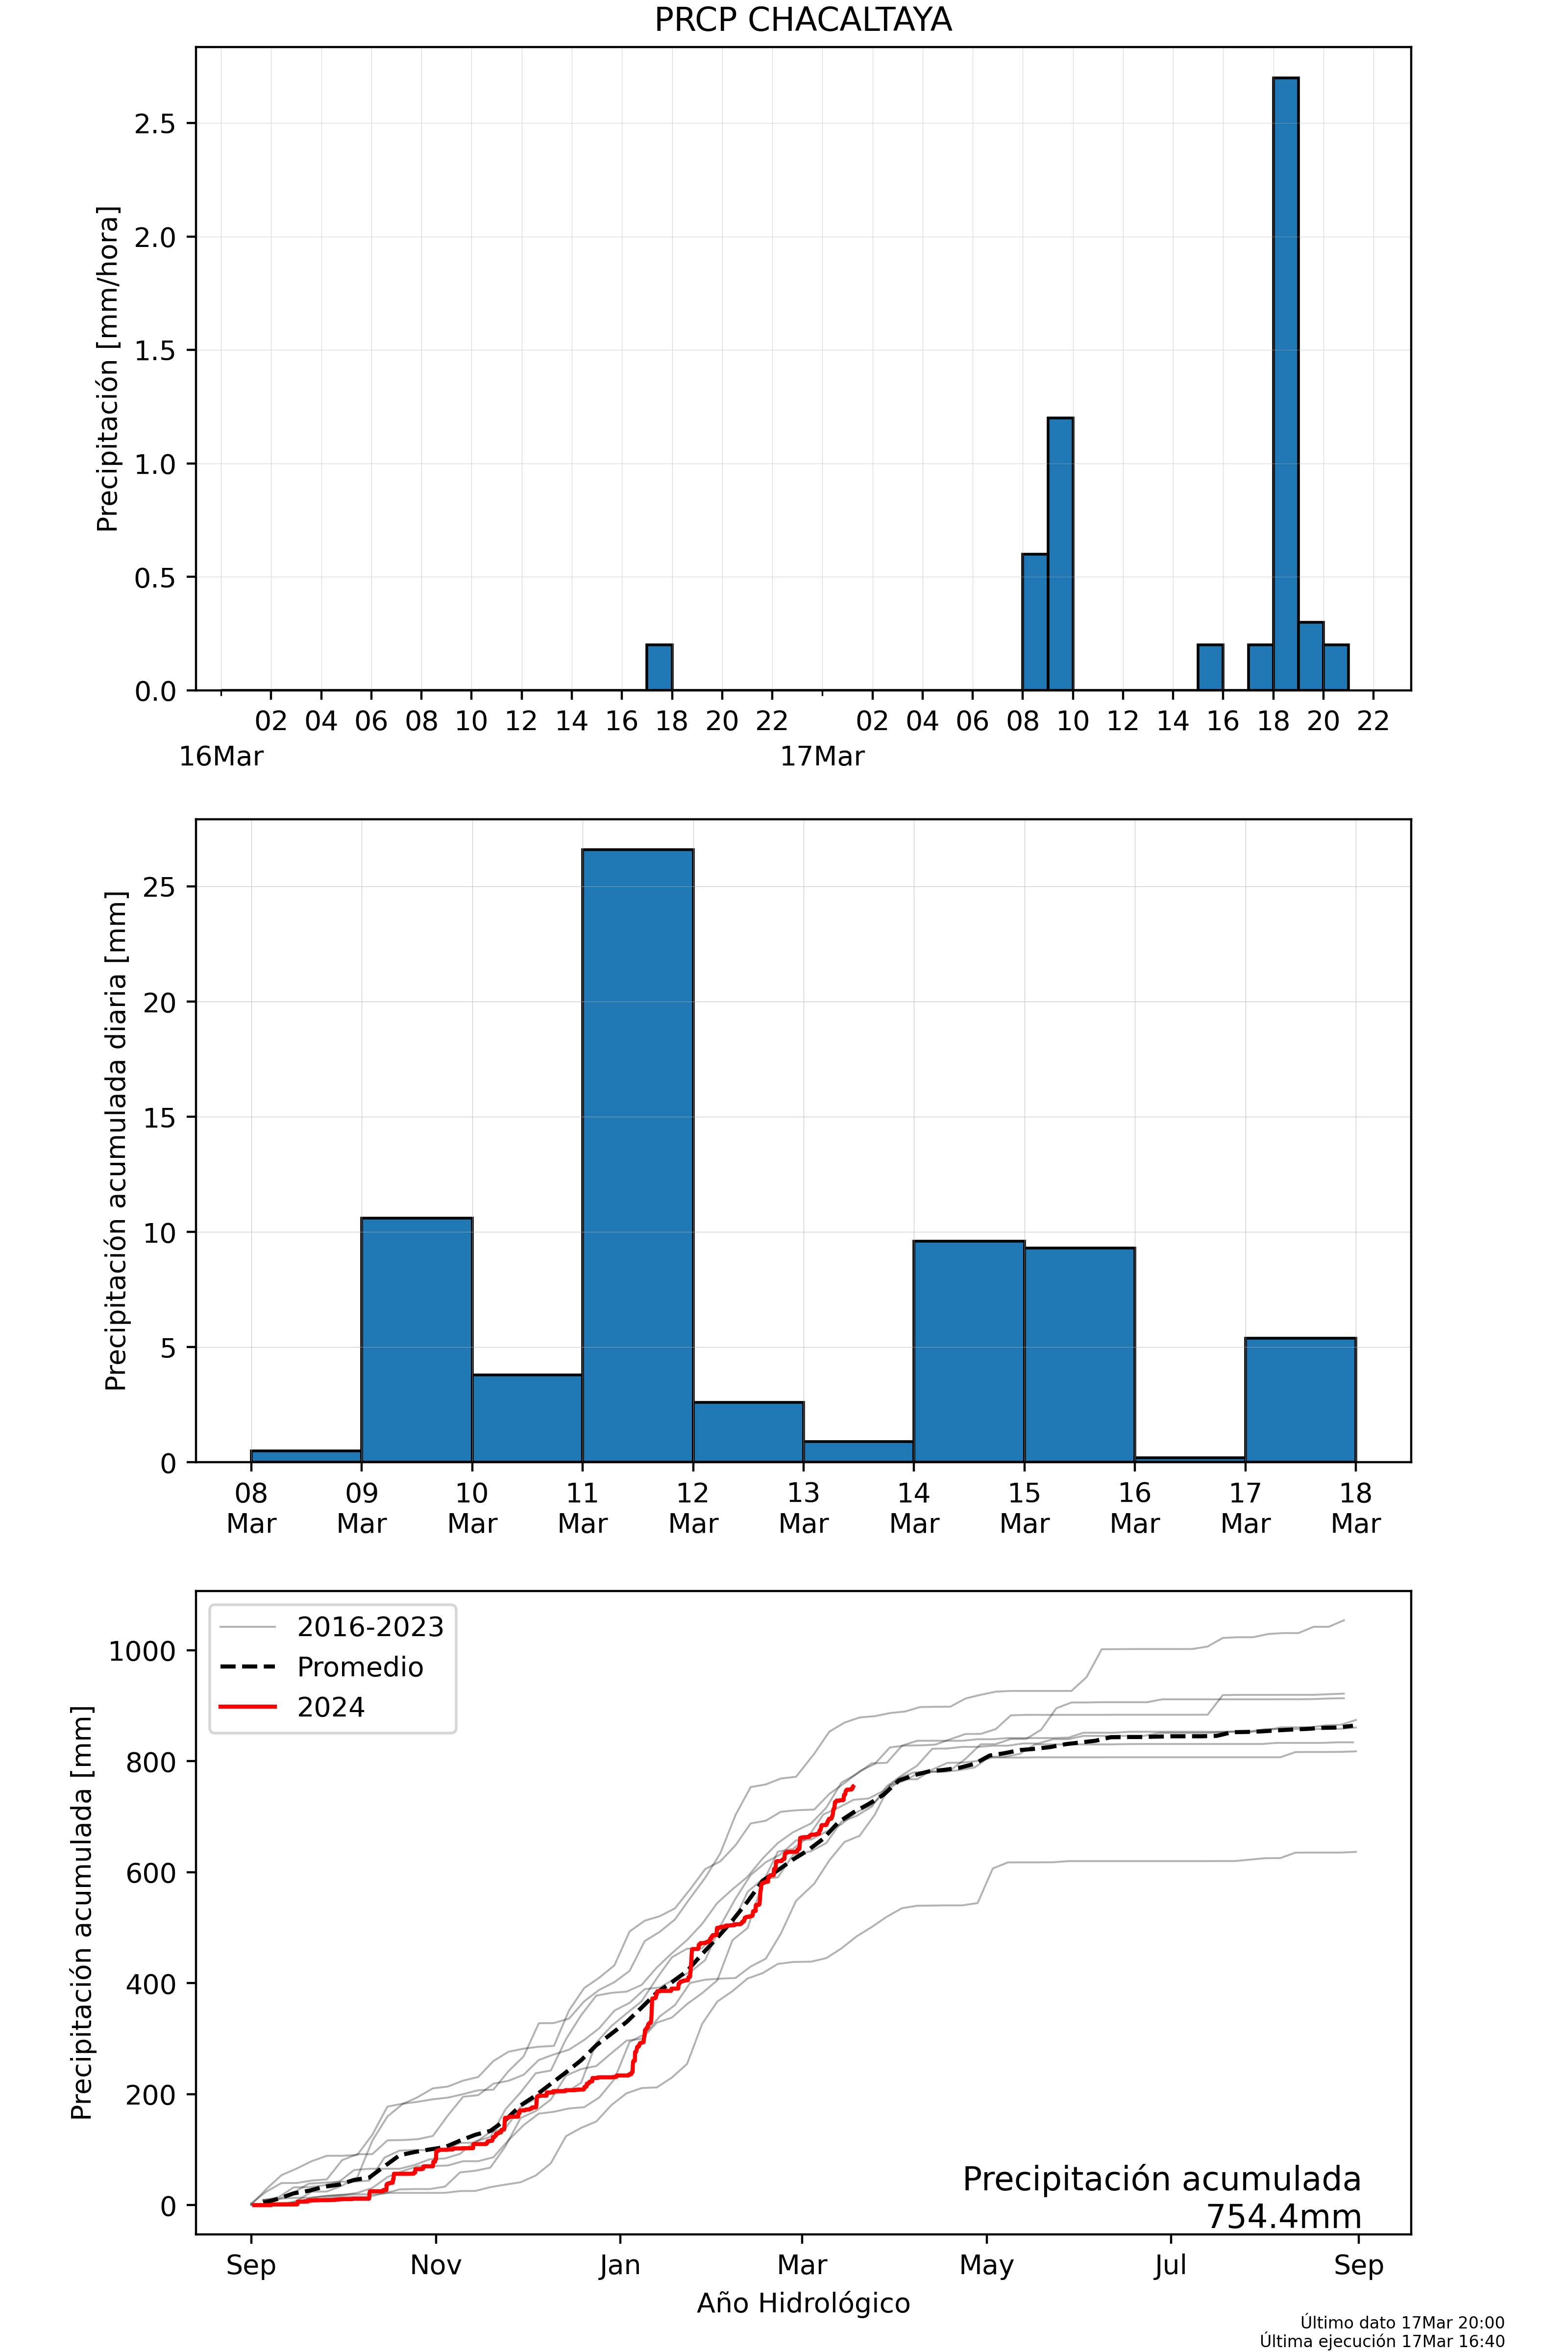 PRCP CHACALTAYA
Precipitación [mm/hora]
2.5
2.0
1.5
1.0
0.5
0.0
02 04 06 08 10 12 14 16 18 20 22 02 04 06 08 10 12 14 16 18 20 22
16Mar 17Mar
Precipitación acumulada diaria [mm]
25
20
15
10
5
0
08 09 10 11 12 13 14 15 16 17 18
Mar Mar Mar Mar Mar Mar Mar Mar Mar Mar Mar
Precipitación acumulada [mm]
1000
800
600
400
200
0
2016-2023
Promedio
2024
Precipitación acumulada
754.4mm
Sep Nov Jan Mar May Jul Sep
Año Hidrológico
Último dato 17Mar 20:00
Última ejecución 17Mar 16:40